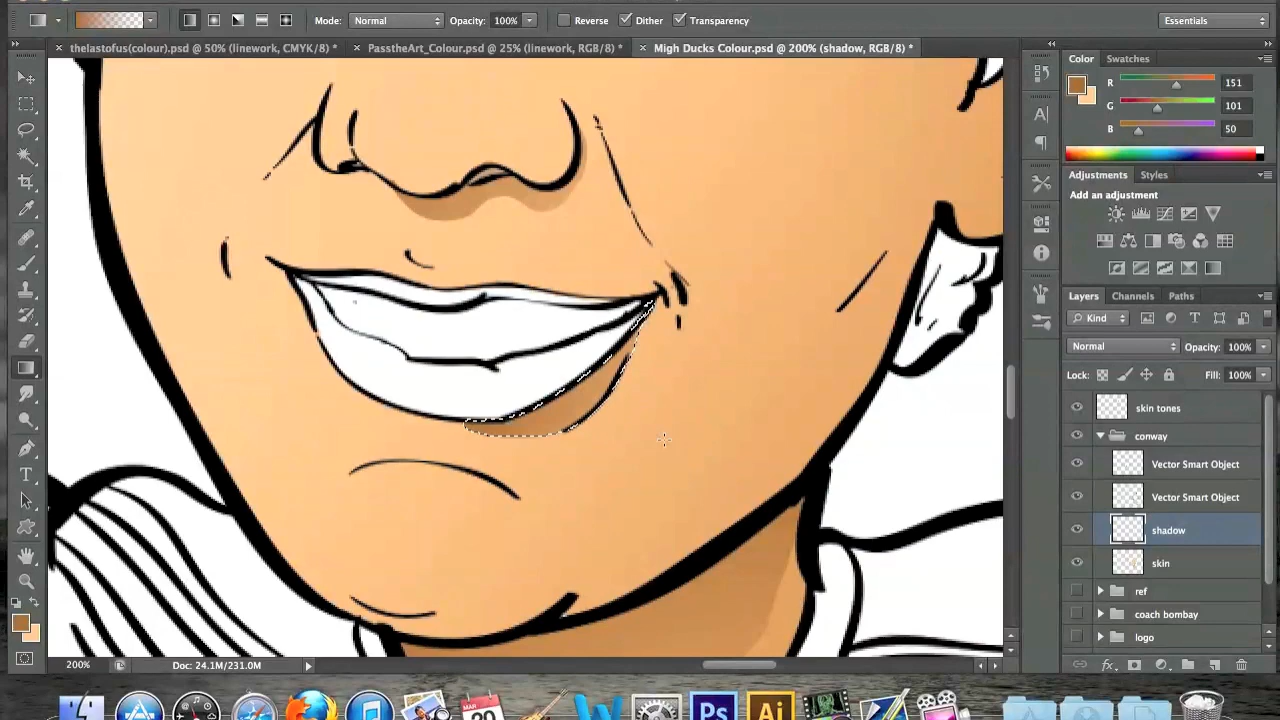 Mode: Normal Opacity: 100% Reverse Dither Transparency Essentials
thelastofus(colour).psd @ 50% (linework, CMYK/8) *
PasstheArt_Colour.psd @ 25% (linework, RGB/8) *
Migh Ducks Colour.psd @ 200% (shadow, RGB/8) *
Color Swatches
R 151
G 101
B 50
Adjustments Styles
Add an adjustment
Layers Channels Paths
Kind
Normal Opacity: 100%
Lock: Fill: 100%
skin tones
conway
Vector Smart Object
Vector Smart Object
shadow
skin
ref
coach bombay
logo
200% Doc: 24.1M/231.0M
fx
Ps Ai